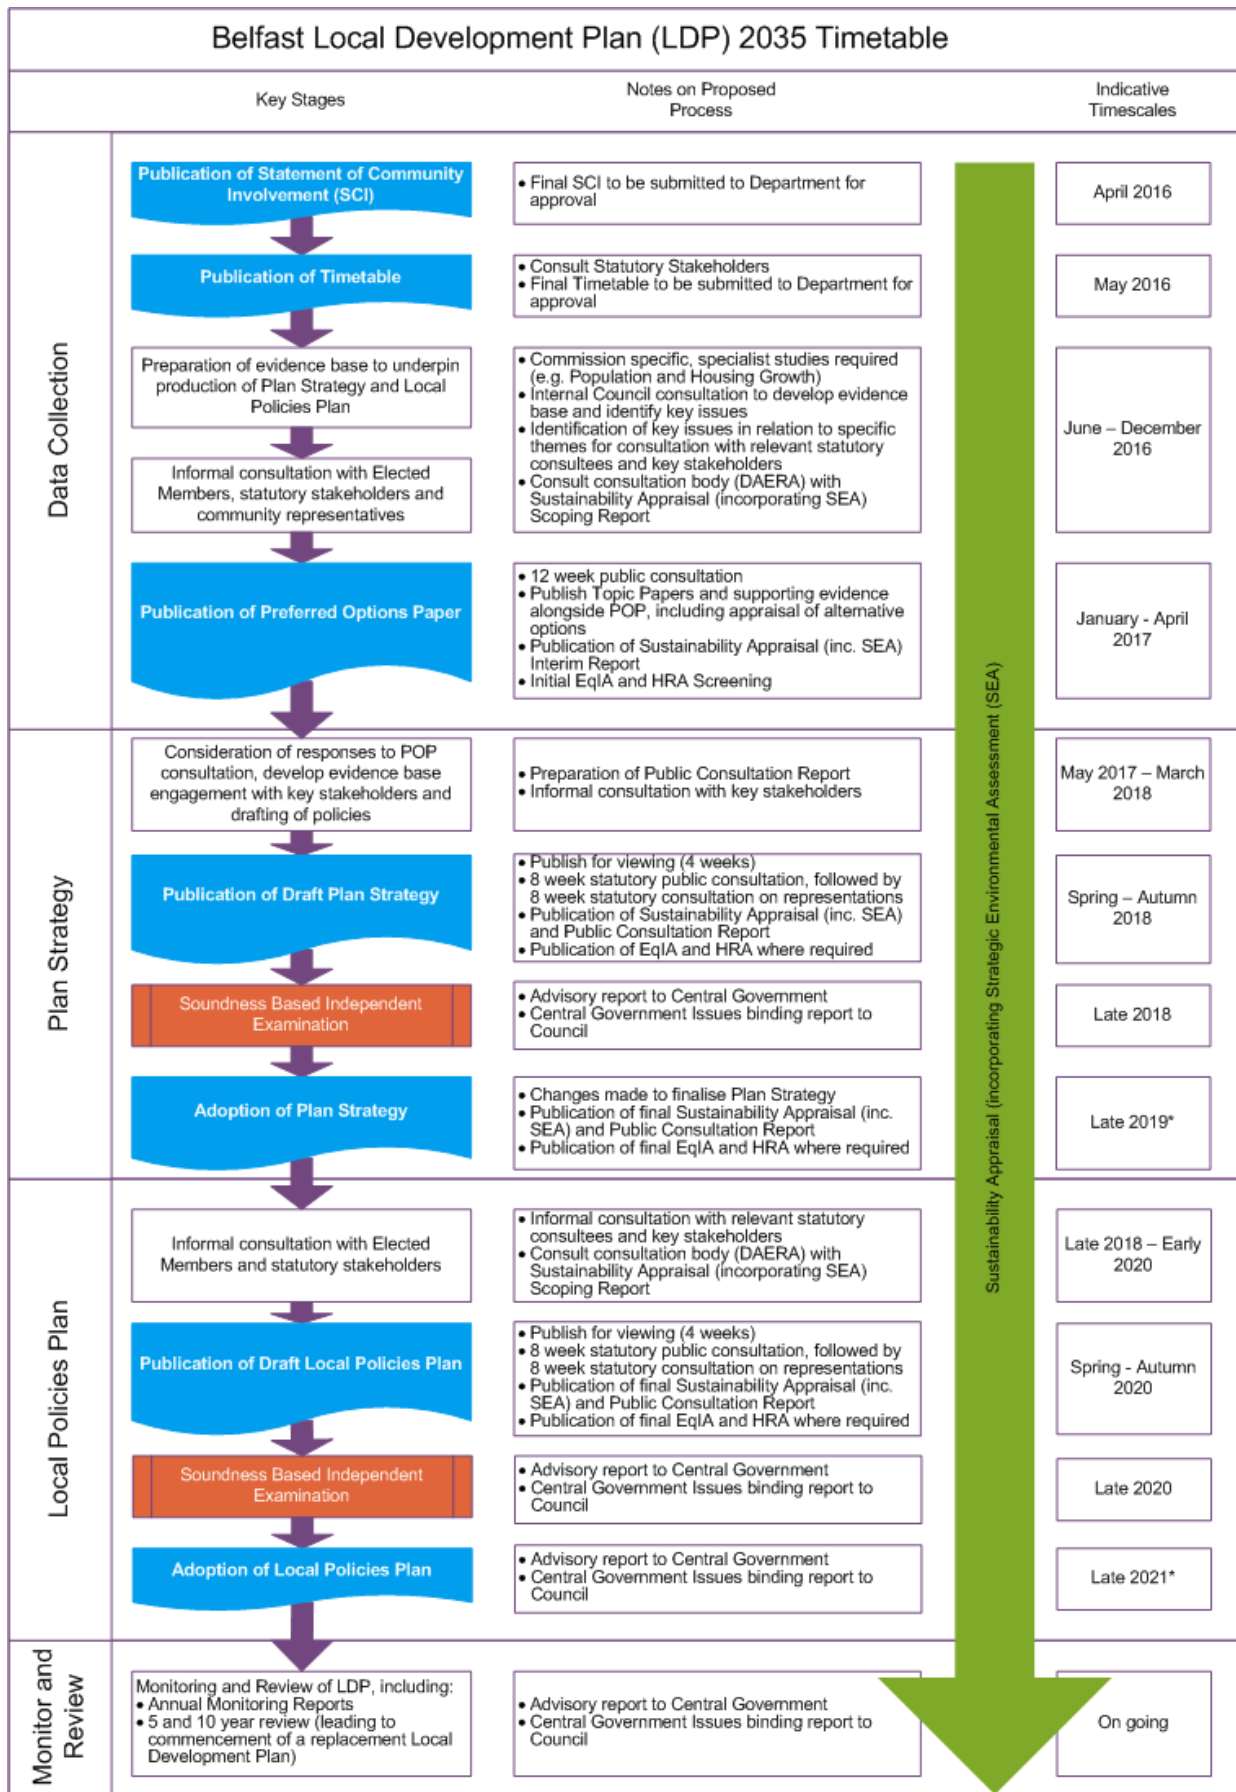 Belfast Local Development Plan (LDP) 2035 Timetable
Key Stages
Notes on Proposed
Process
Indicative
Timescales
Data Collection
Publication of Statement of Community
Involvement (SCI)
• Final SCI to be submitted to Department for
approval
April 2016
Publication of Timetable
• Consult Statutory Stakeholders
• Final Timetable to be submitted to Department for
approval
May 2016
Preparation of evidence base to underpin
production of Plan Strategy and Local
Policies Plan
Informal consultation with Elected
Members, statutory stakeholders and
community representatives
• Commission specific, specialist studies required
(e.g. Population and Housing Growth)
• Internal Council consultation to develop evidence
base and identify key issues
• Identification of key issues in relation to specific
themes for consultation with relevant statutory
consultees and key stakeholders
• Consult consultation body (DAERA) with
Sustainability Appraisal (incorporating SEA)
Scoping Report
June – December
2016
Publication of Preferred Options Paper
• 12 week public consultation
• Publish Topic Papers and supporting evidence
alongside POP, including appraisal of alternative
options
• Publication of Sustainability Appraisal (inc. SEA)
Interim Report
• Initial EqIA and HRA Screening
January - April
2017
Sustainability Appraisal (incorporating Strategic Environmental Assessment (SEA)
Plan Strategy
Consideration of responses to POP
consultation, develop evidence base
engagement with key stakeholders and
drafting of policies
• Preparation of Public Consultation Report
• Informal consultation with key stakeholders
May 2017 – March
2018
Publication of Draft Plan Strategy
• Publish for viewing (4 weeks)
• 8 week statutory public consultation, followed by
8 week statutory consultation on representations
• Publication of Sustainability Appraisal (inc. SEA)
and Public Consultation Report
• Publication of EqIA and HRA where required
Spring – Autumn
2018
Soundness Based Independent
Examination
• Advisory report to Central Government
• Central Government Issues binding report to
Council
Late 2018
Adoption of Plan Strategy
• Changes made to finalise Plan Strategy
• Publication of final Sustainability Appraisal (inc.
SEA) and Public Consultation Report
• Publication of final EqIA and HRA where required
Late 2019*
Local Policies Plan
Informal consultation with Elected
Members and statutory stakeholders
• Informal consultation with relevant statutory
consultees and key stakeholders
• Consult consultation body (DAERA) with
Sustainability Appraisal (incorporating SEA)
Scoping Report
Late 2018 – Early
2020
Publication of Draft Local Policies Plan
• Publish for viewing (4 weeks)
• 8 week statutory public consultation, followed by
8 week statutory consultation on representations
• Publication of final Sustainability Appraisal (inc.
SEA) and Public Consultation Report
• Publication of final EqIA and HRA where required
Spring - Autumn
2020
Soundness Based Independent
Examination
• Advisory report to Central Government
• Central Government Issues binding report to
Council
Late 2020
Adoption of Local Policies Plan
• Advisory report to Central Government
• Central Government Issues binding report to
Council
Late 2021*
Monitor and
Review
Monitoring and Review of LDP, including:
• Annual Monitoring Reports
• 5 and 10 year review (leading to
commencement of a replacement Local
Development Plan)
• Advisory report to Central Government
• Central Government Issues binding report to
Council
On going